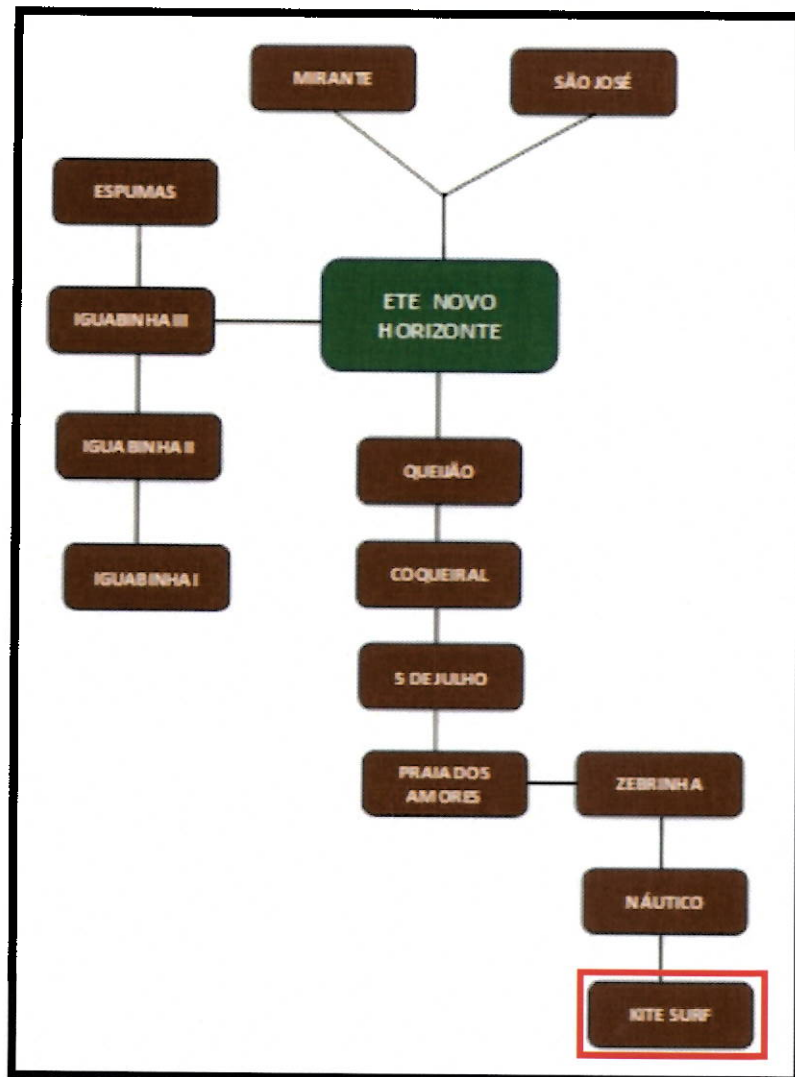 MIRANTE
SÃO JOSÉ
ESPUMAS
ETE NOVO
HORIZONTE
IGUABINHA III
IGUABINHA II
QUEIJÃO
IGUABINHA I
COQUEIRAL
5 DE JULHO
PRAIA DOS
AMORES
ZEBRINHA
NÁUTICO
KITE SURF